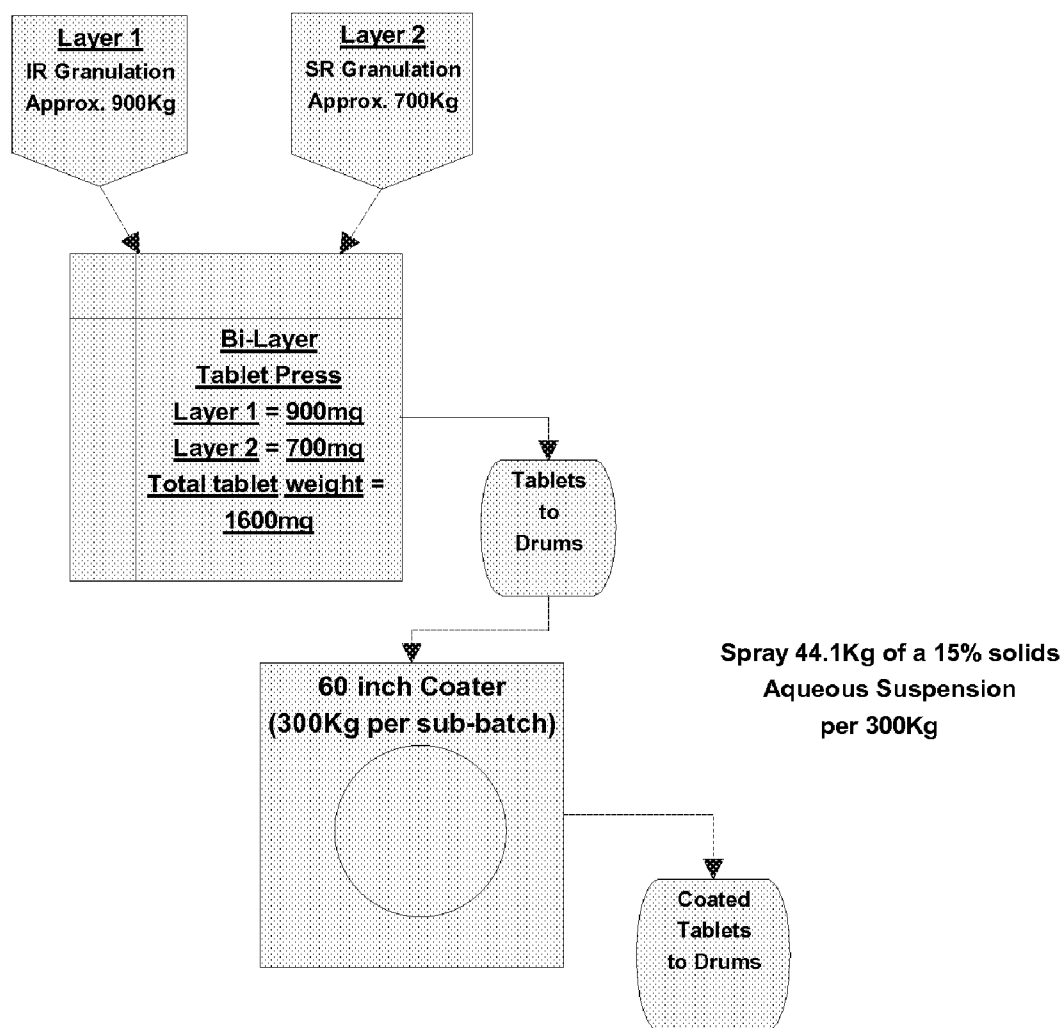 Layer 1
IR Granulation
Approx. 900Kg
Layer 2
SR Granulation
Approx. 700Kg
Bi-Layer
Tablet Press
Layer 1 = 900mg
Layer 2 = 700mg
Total tablet weight =
1600mg
Tablets
to
Drums
60 inch Coater
(300Kg per sub-batch)
Spray 44.1Kg of a 15% solids
Aqueous Suspension
per 300Kg
Coated
Tablets
to Drums